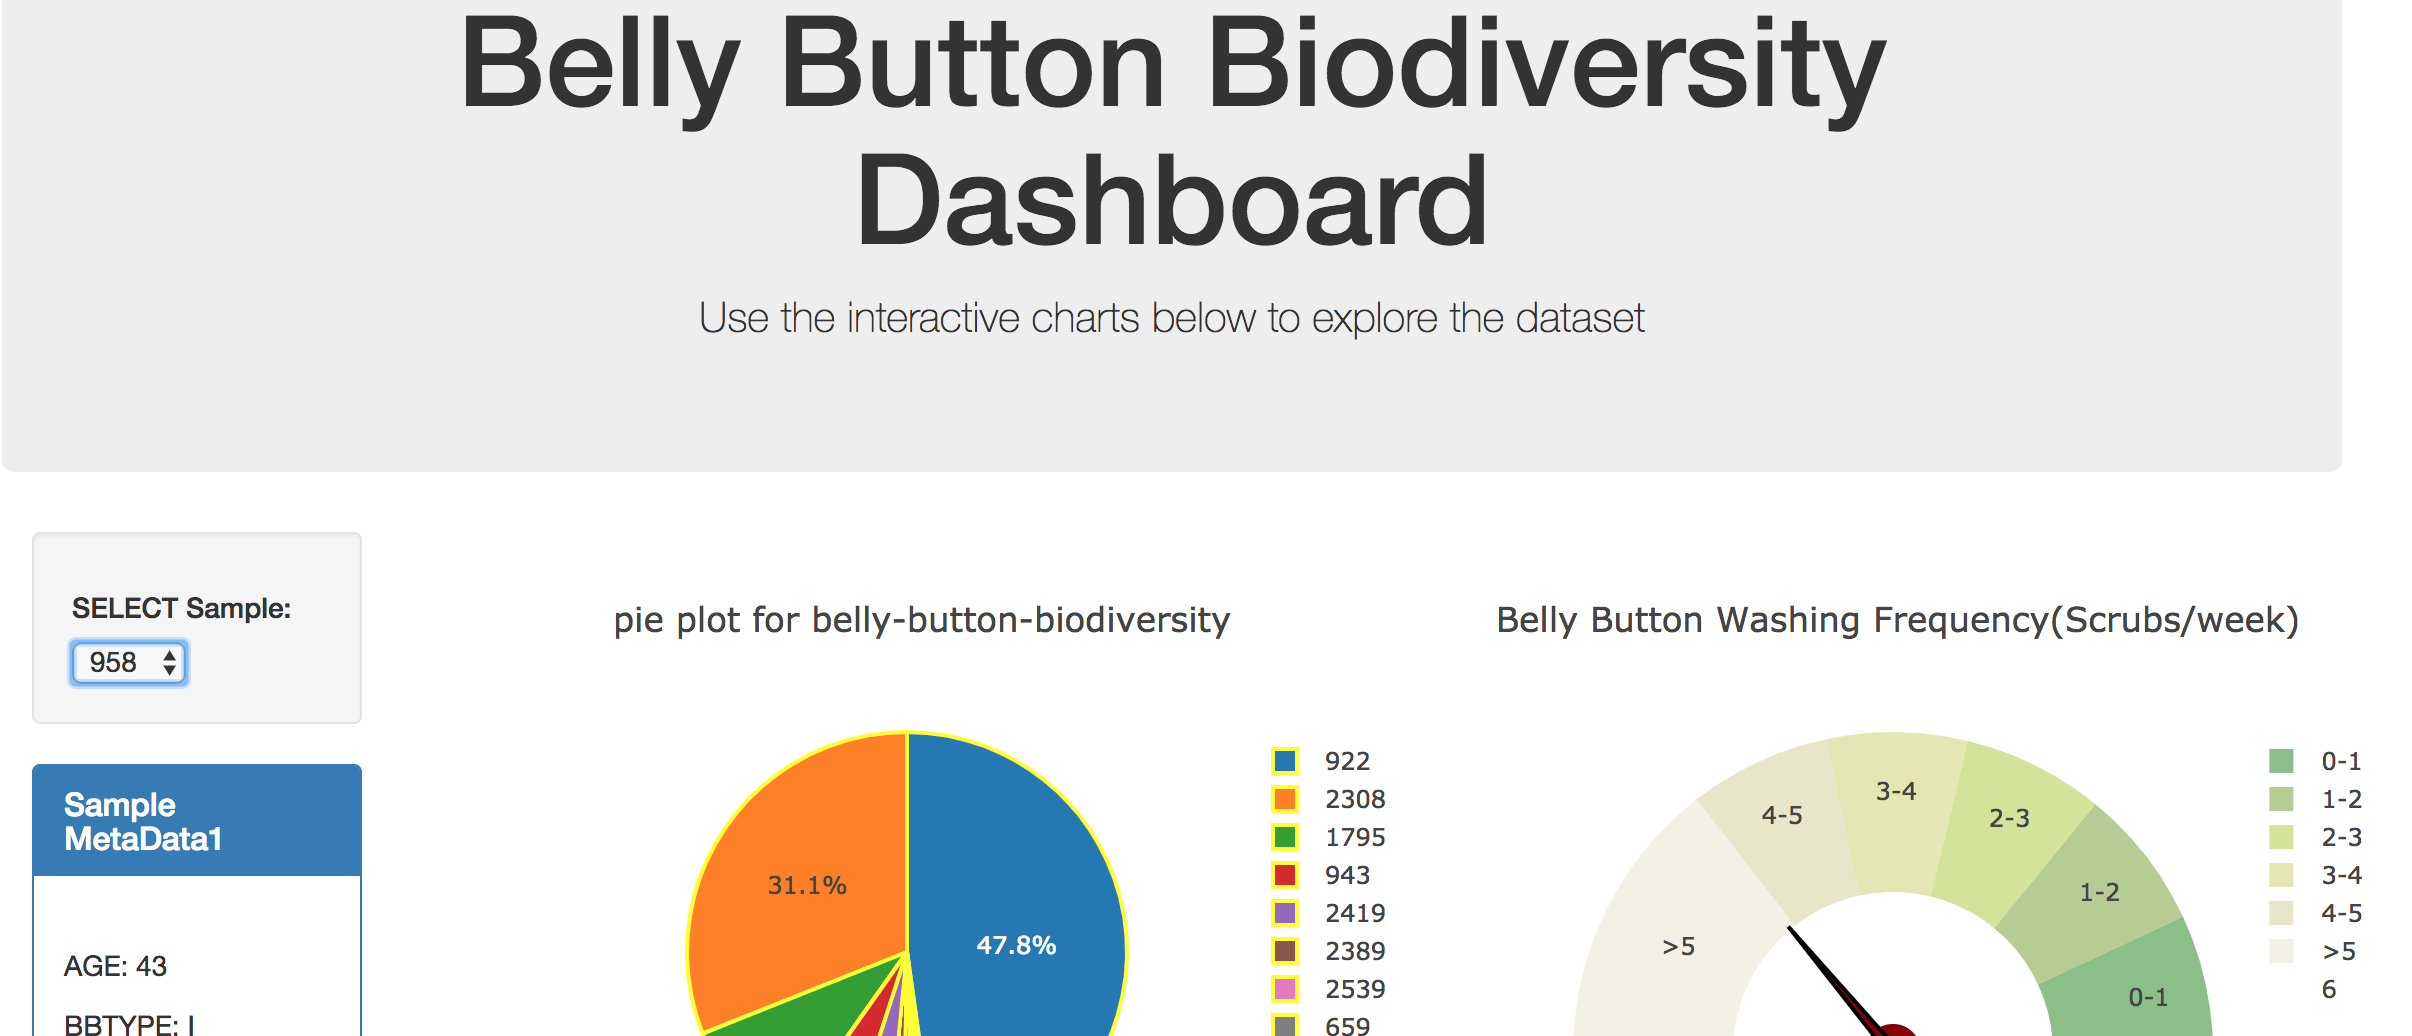 Belly Button Biodiversity
Dashboard
Use the interactive charts below to explore the dataset
SELECT Sample:
958
Sample
MetaData1
AGE: 43
BBTYPE: I
pie plot for belly-button-biodiversity
31.1%
47.8%
922
2308
1795
943
2419
2389
2539
659
Belly Button Washing Frequency(Scrubs/week)
>5
4-5
3-4
2-3
1-2
0-1
0-1
1-2
2-3
3-4
4-5
>5
6